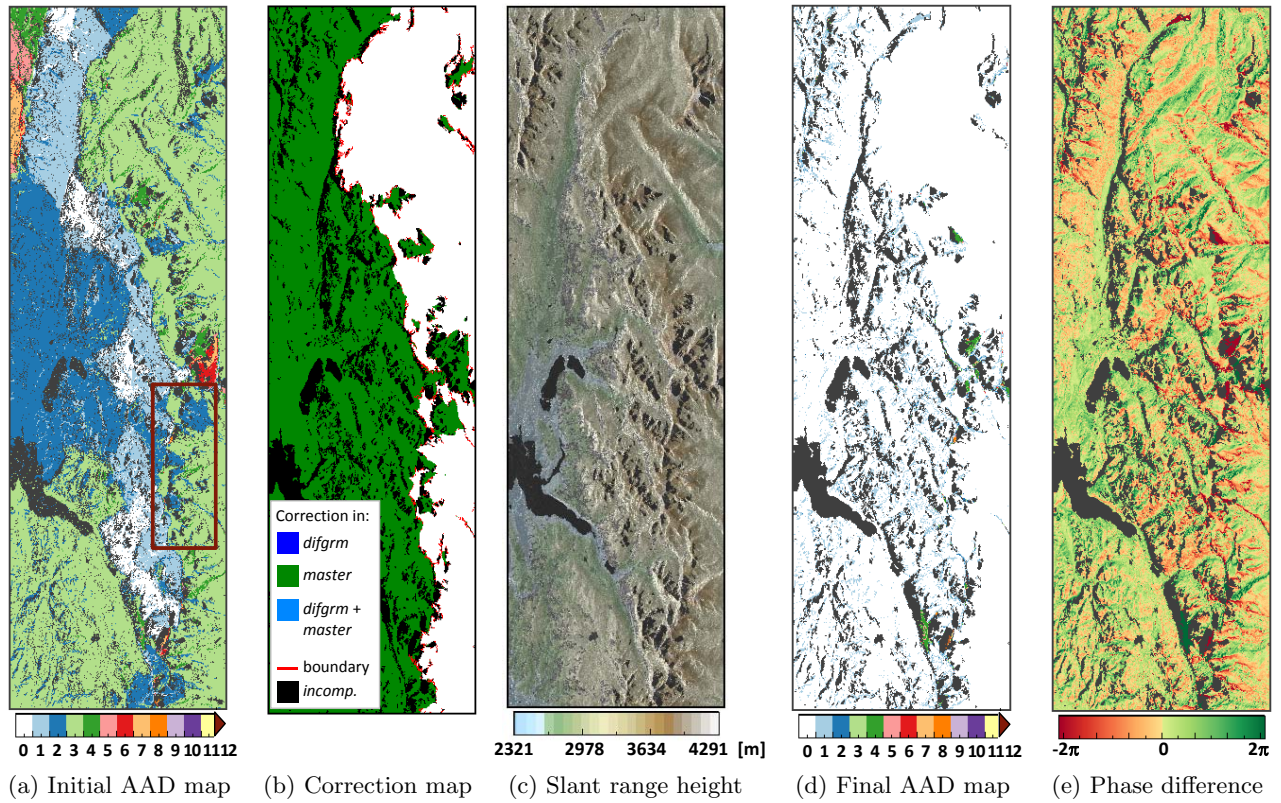 Correction in:
difgrm
master
difgrm +
master
boundary
incomp.
0 1 2 3 4 5 6 7 8 9 10 11 12
2321 2978 3634 4291 [m]
0 1 2 3 4 5 6 7 8 9 10 11 12
-2π 0 2π
(a) Initial AAD map (b) Correction map (c) Slant range height (d) Final AAD map (e) Phase difference